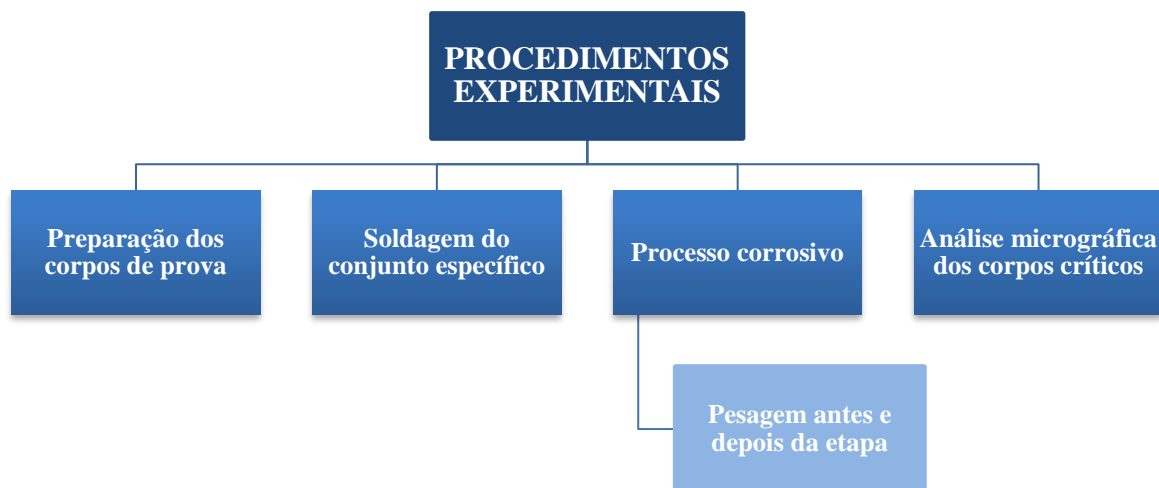 PROCEDIMENTOS
EXPERIMENTAIS
Preparação dos
corpos de prova
Soldagem do
conjunto específico
Processo corrosivo
Análise micrográfica
dos corpos críticos
Pesagem antes e
depois da etapa